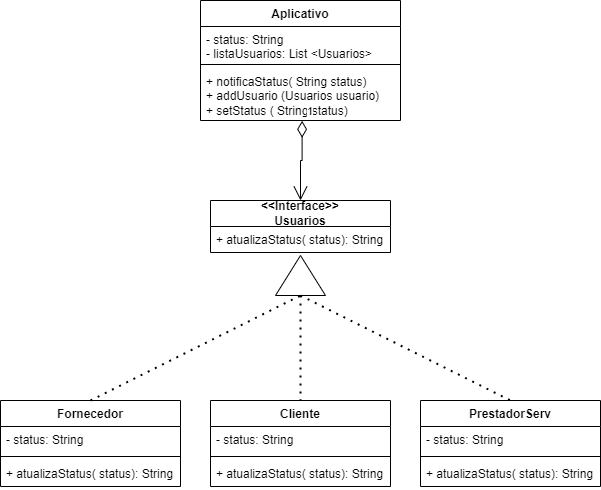 Aplicativo
- status: String
- listaUsuarios: List <Usuarios>
+ notificaStatus( String status)
+ addUsuario (Usuarios usuario)
+ setStatus ( String status)
1
<<Interface>>
Usuarios
+ atualizaStatus( status): String
Fornecedor
- status: String
+ atualizaStatus( status): String
Cliente
- status: String
+ atualizaStatus( status): String
PrestadorServ
- status: String
+ atualizaStatus( status): String